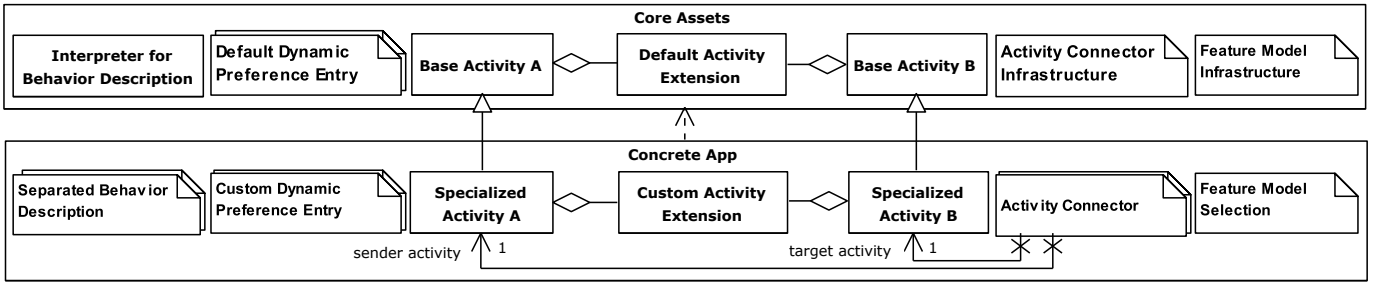 Core Assets
Interpreter for
Behavior Description
Default Dynamic
Preference Entry
Base Activity A
Default Activity
Extension
Base Activity B
Activity Connector
Infrastructure
Feature Model
Infrastructure
Concrete App
Separated Behavior
Description
Custom Dynamic
Preference Entry
Specialized
Activity A
Custom Activity
Extension
Specialized
Activity B
Activity Connector
Feature Model
Selection
sender activity
1
target activity
1